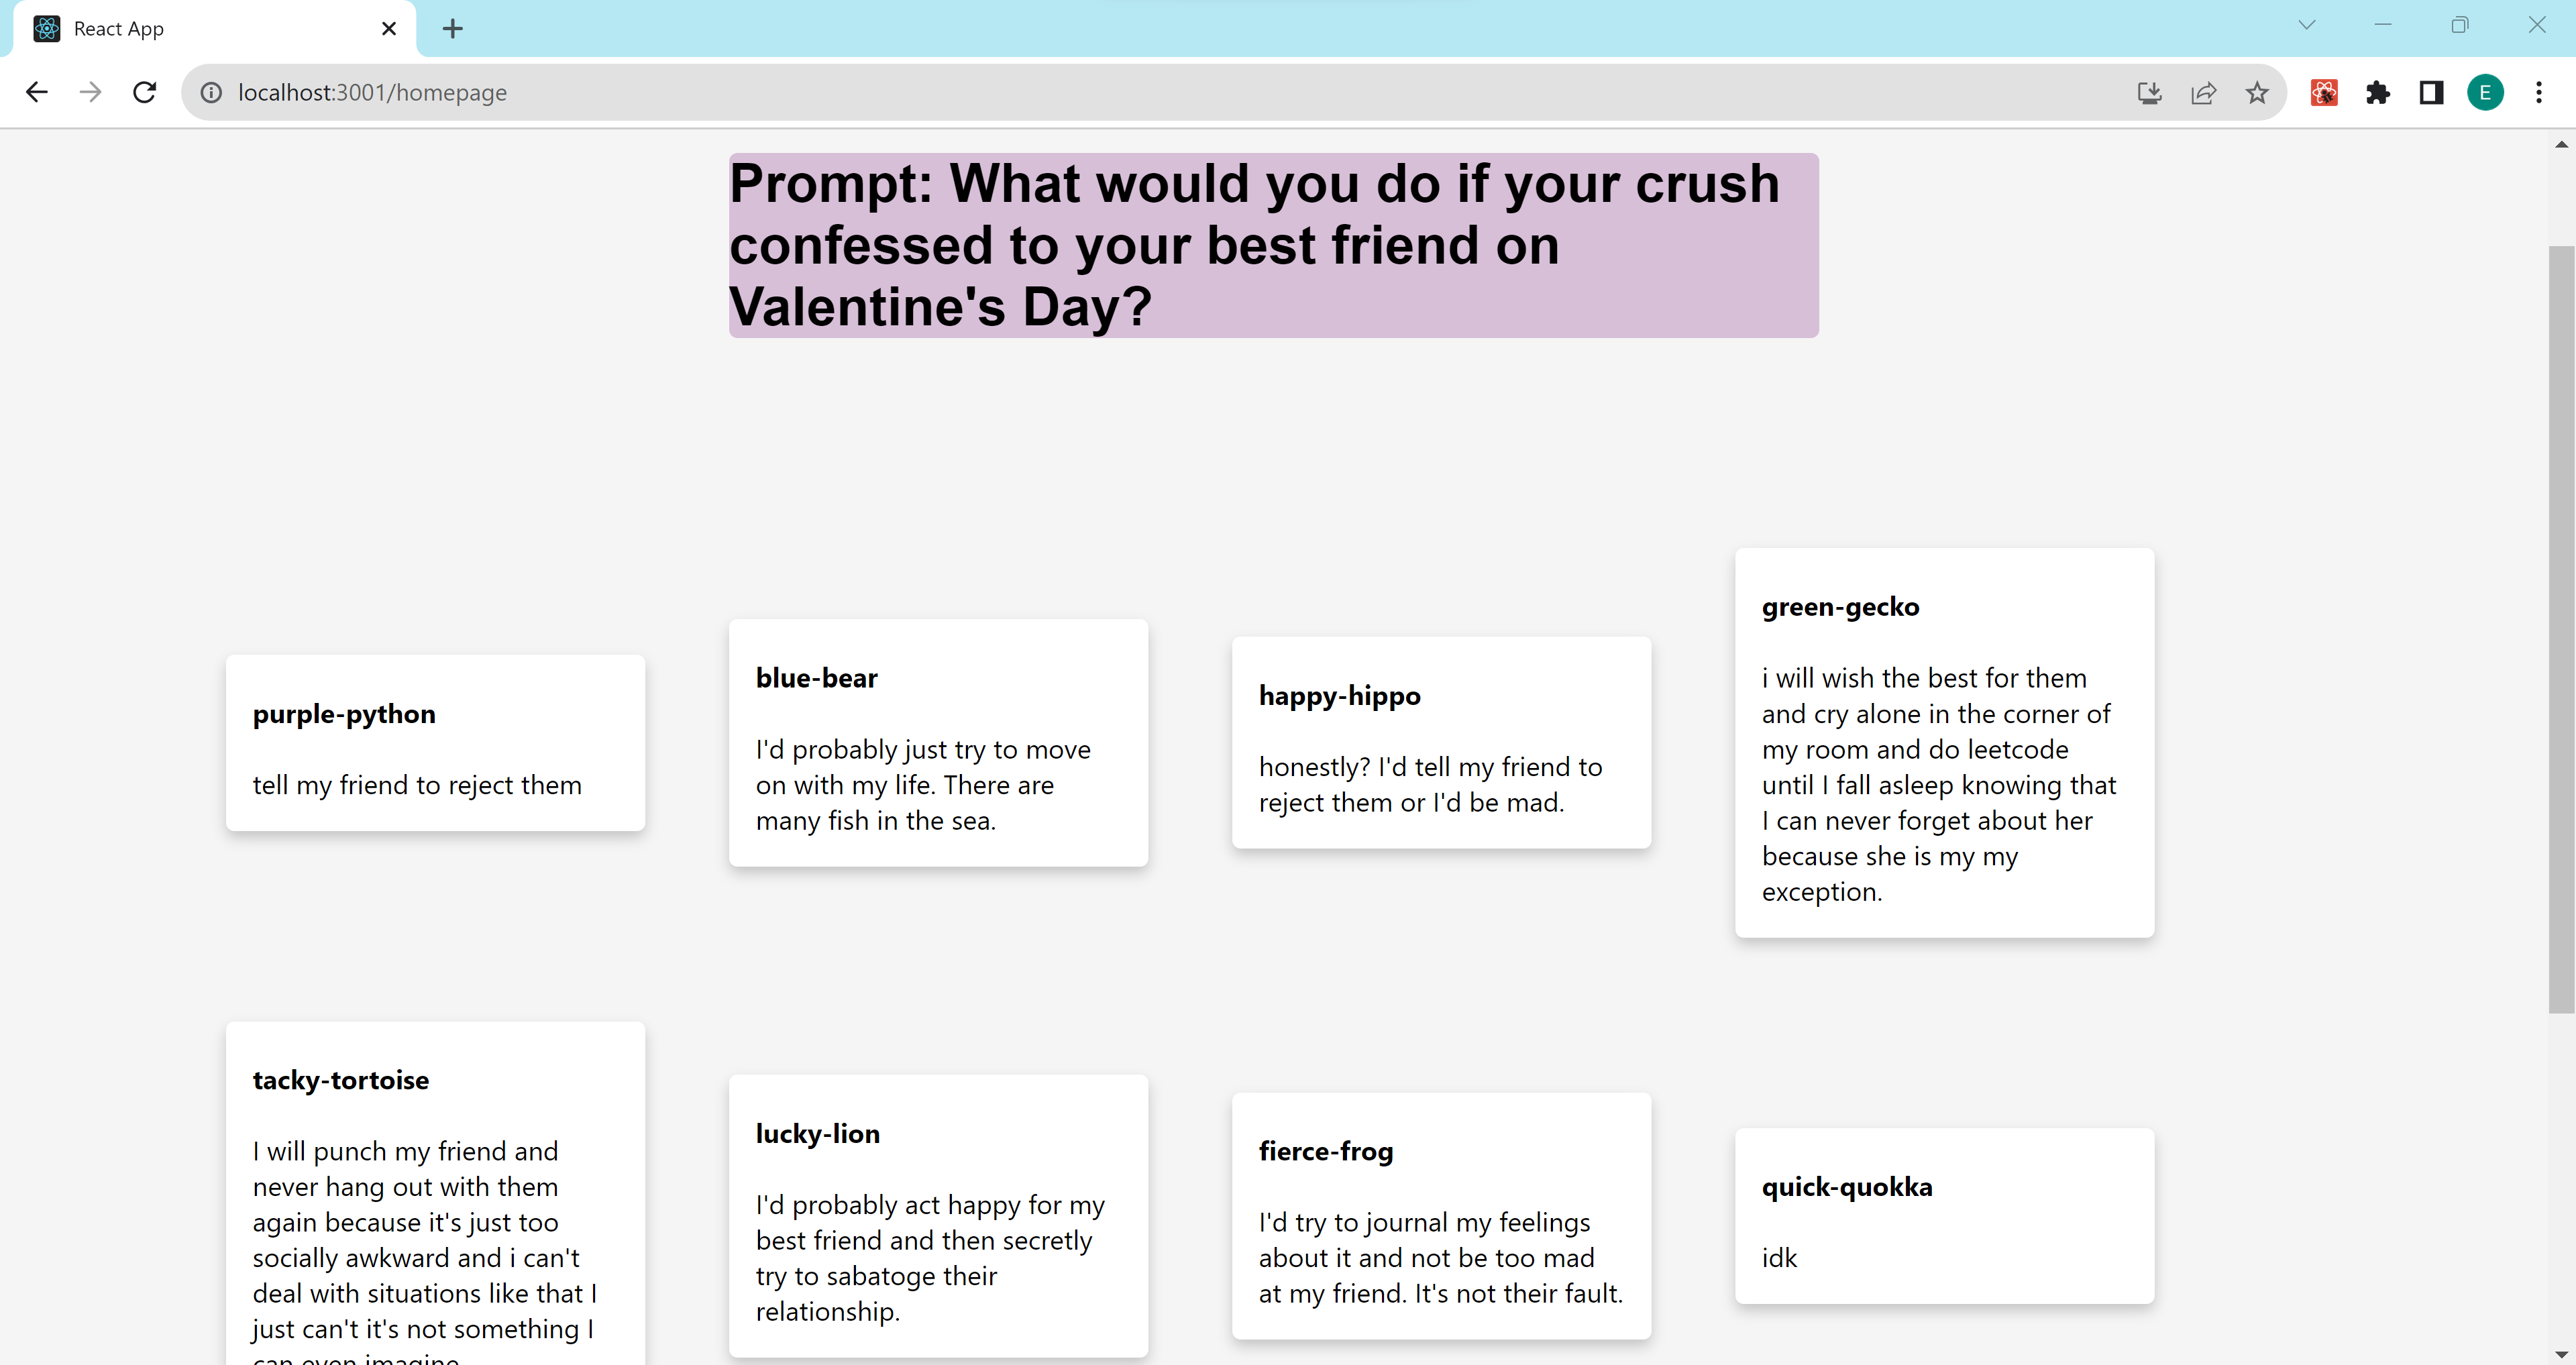 React App
localhost:3001/homepage
E
Prompt: What would you do if your crush
confessed to your best friend on
Valentine's Day?
purple-python
tell my friend to reject them
blue-bear
I'd probably just try to move
on with my life. There are
many fish in the sea.
happy-hippo
honestly? I'd tell my friend to
reject them or I'd be mad.
green-gecko
i will wish the best for them
and cry alone in the corner of
my room and do leetcode
until I fall asleep knowing that
I can never forget about her
because she is my my
exception.
tacky-tortoise
I will punch my friend and
never hang out with them
again because it's just too
socially awkward and i can't
deal with situations like that I
just can't it's not something I
can even imagine
lucky-lion
I'd probably act happy for my
best friend and then secretly
try to sabatoge their
relationship.
fierce-frog
I'd try to journal my feelings
about it and not be too mad
at my friend. It's not their fault.
quick-quokka
idk